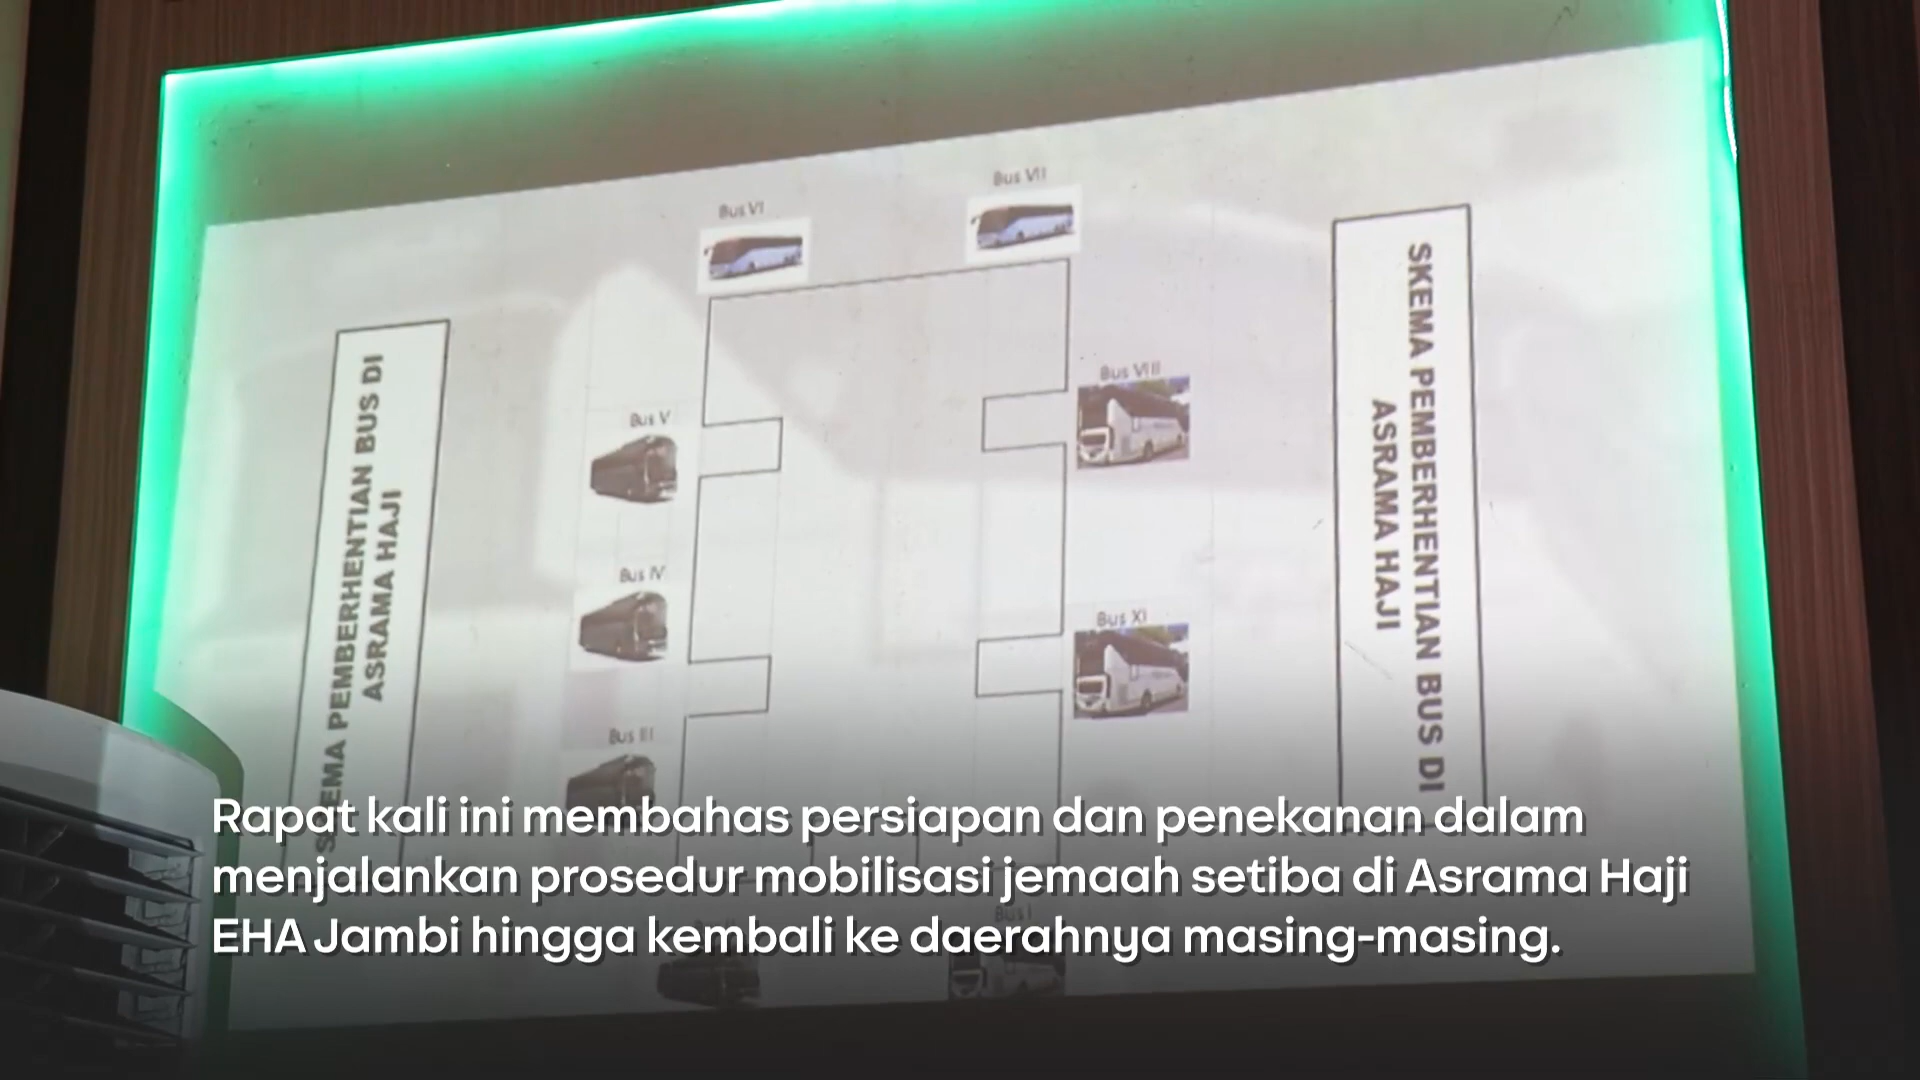 Bus VII
Bus VI
SKEMA PEMBERHENTIAN BUS DI
ASRAMA HAJI
SKEMA PEMBERHENTIAN BUS DI
ASRAMA HAJI
Bus VIII
Bus V
Bus IV
Bus XI
Bus III
Rapat kali ini membahas persiapan dan penekanan dalam
menjalankan prosedur mobilisasi jemaah setiba di Asrama Haji
EHA Jambi hingga kembali ke daerahnya masing-masing.
Bus I